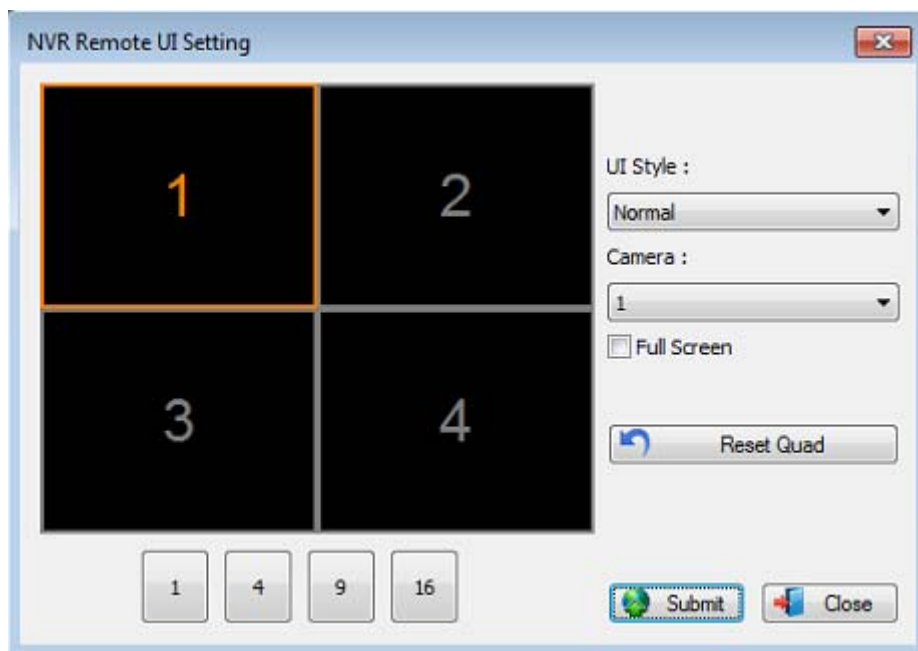 NVR Remote UI Setting
1
2
UI Style :
Normal
Camera :
1
Full Screen
3
4
Reset Quad
1
4
9
16
Submit
Close